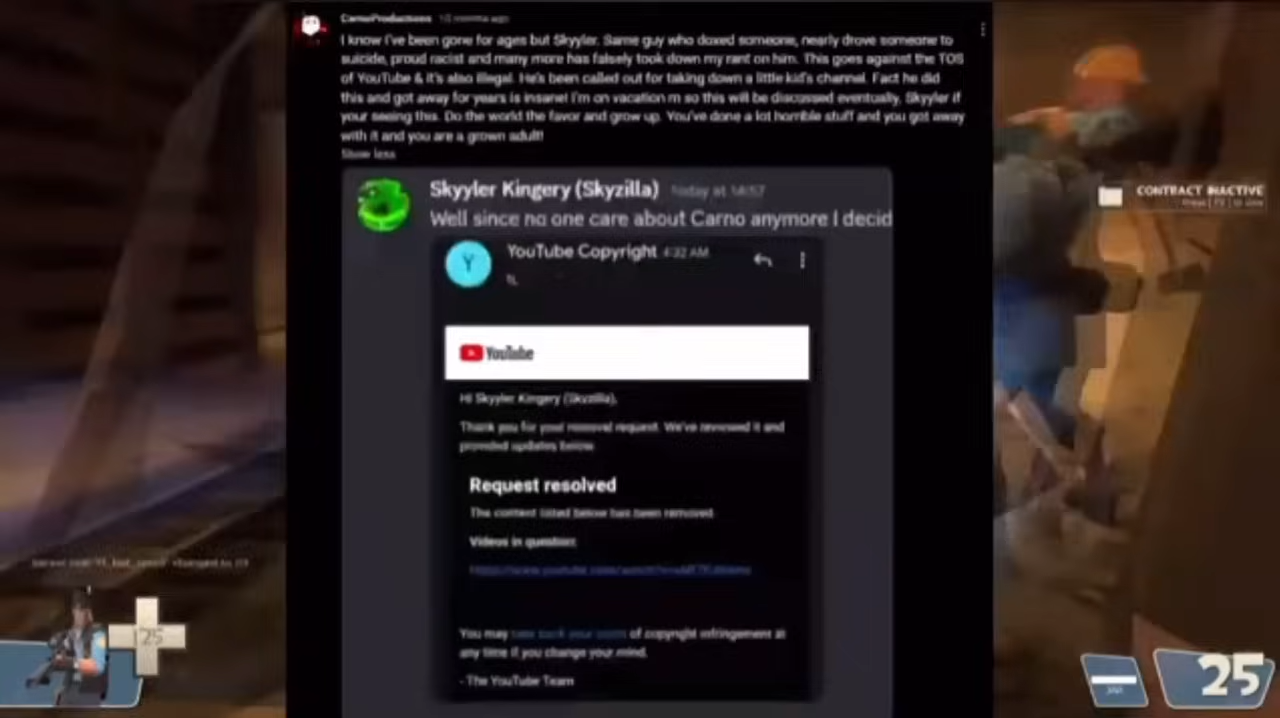 CarnoProductions 10 months ago
I know I've been gone for ages but Skyyler. Same guy who doxed someone, nearly drove someone to
suicide, proud racist and many more has falsely took down my rant on him. This goes against the TOS
of YouTube & it's also illegal. He's been called out for taking down a little kid's channel. Fact he did
this and got away for years is insane! I'm on vacation rn so this will be discussed eventually, Skyyler if
your seeing this. Do the world the favor and grow up. You've done a lot horrible stuff and you got away
with it and you are a grown adult!
Show less
CONTRACT INACTIVE
Skyyler Kingery (Skyzilla) Today at
Well since no one care about Carno anymore I decid
YouTube Copyright 4:32 AM
Y
YouTube
Hi Skyyler Kingery (Skyzilla),
Thank you for your removal request. We've reviewed it and
provided updates below.
Request resolved
The content listed below has been removed.
Videos in question:
You may take back your claim of copyright infringement at
any time if you change your mind.
- The YouTube Team
125
25